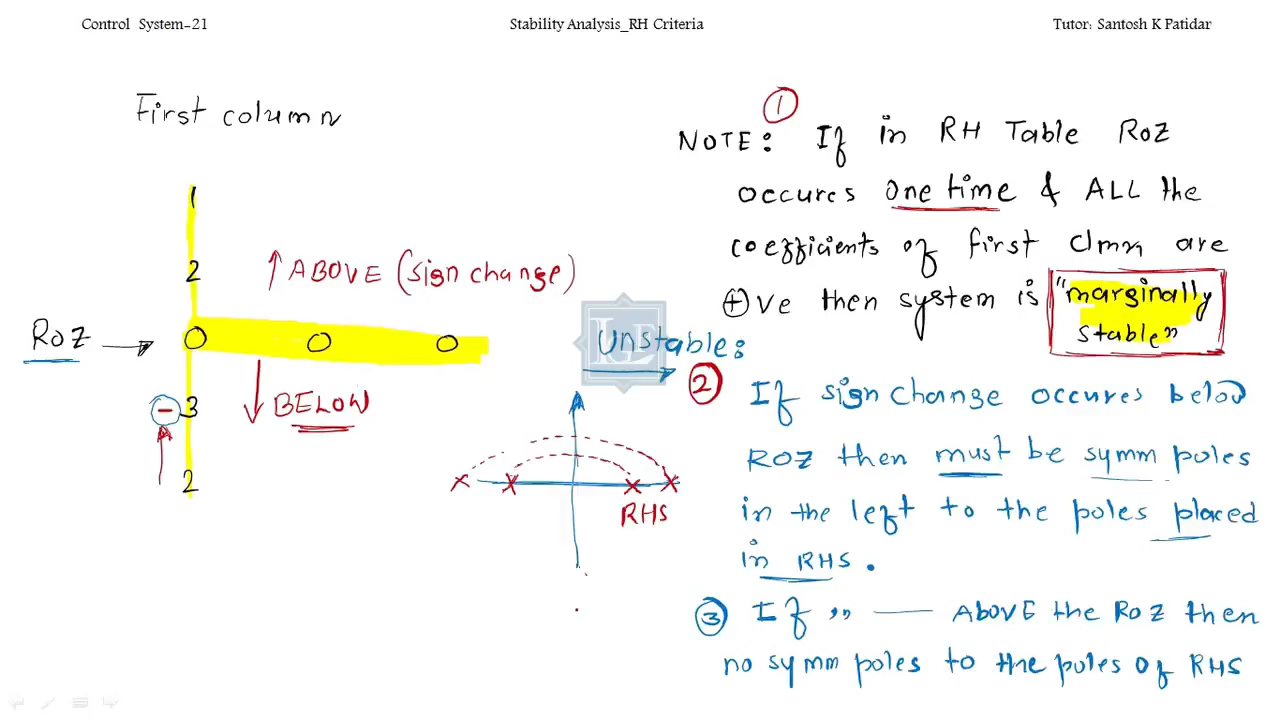 Control System-21
Stability Analysis_RH Criteria
Tutor: Santosh K Patidar
First column
1
2
↑ ABOVE (sign change)
ROZ → 0 0 0
- 3
↓ BELOW
2
RHS
Unstable:
①
NOTE: If in RH Table ROZ
occures one time & ALL the
coefficients of first clmn are
⊕ve then system is "marginally
stable"
② If sign change occures below
ROZ then must be symm poles
in the left to the poles placed
in RHS.
③ If ,, — ABOVE the ROZ then
no symm poles to the poles of RHS